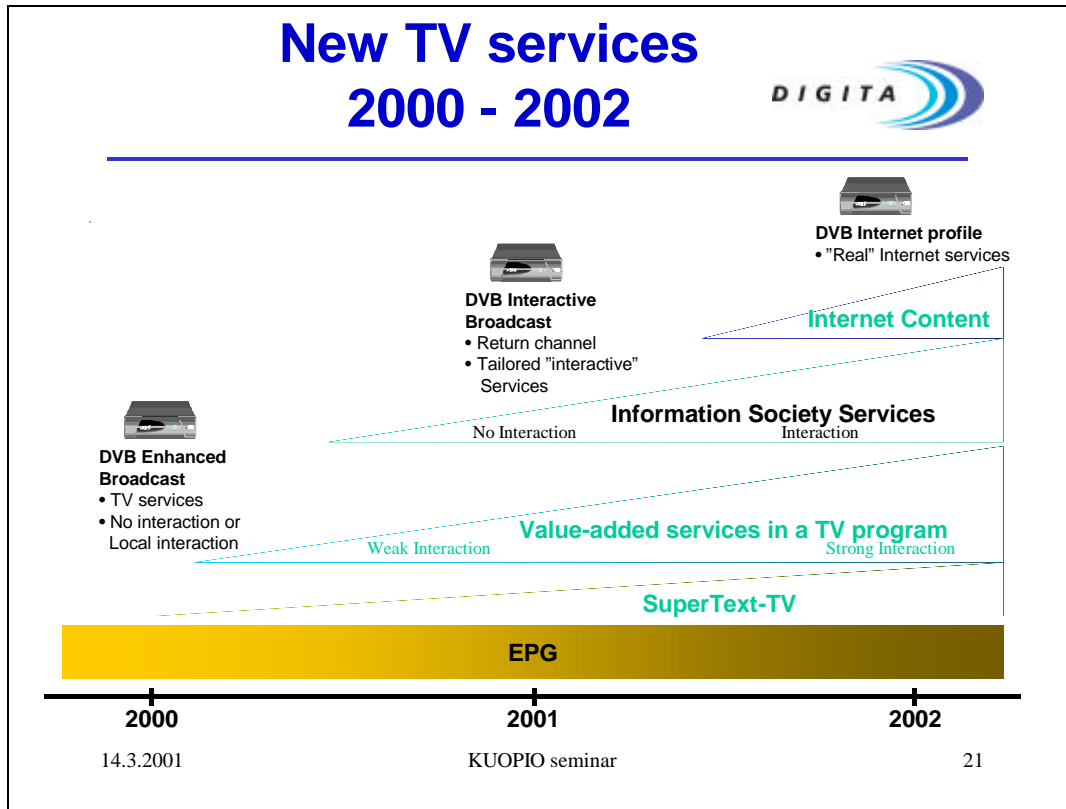 New TV services
2000 - 2002
DIGITA
DVB Internet profile
• ”Real” Internet services
Internet Content
DVB Interactive
Broadcast
• Return channel
• Tailored ”interactive”
Services
Information Society Services
No Interaction
Interaction
DVB Enhanced
Broadcast
• TV services
• No interaction or
Local interaction
Value-added services in a TV program
Weak Interaction
Strong Interaction
SuperText-TV
EPG
2000
2001
2002
14.3.2001
KUOPIO seminar
21